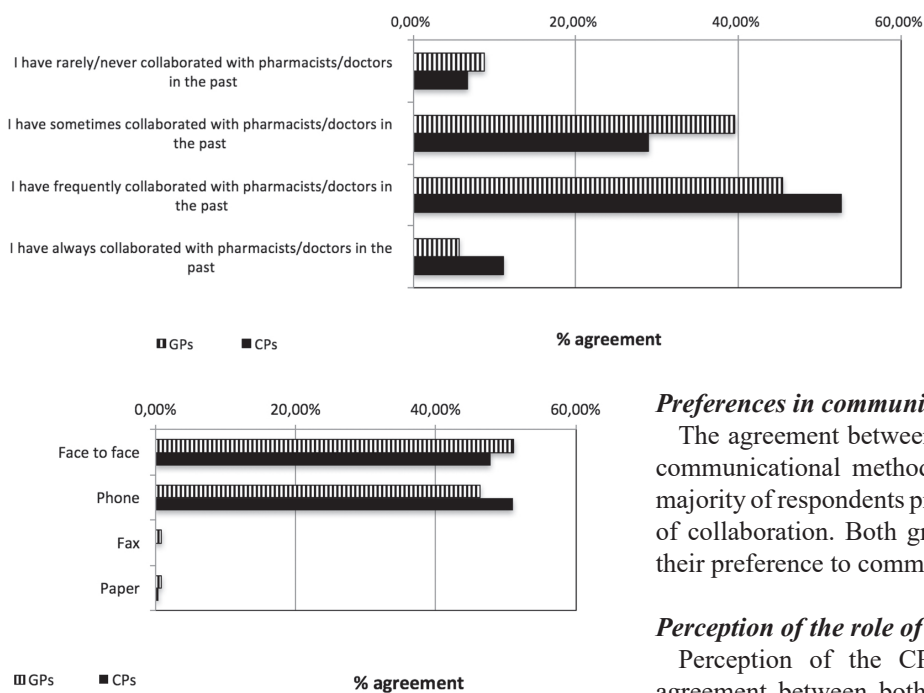 0,00% 20,00% 40,00% 60,00%
I have rarely/never collaborated with pharmacists/doctors
in the past
I have sometimes collaborated with pharmacists/doctors in
the past
I have frequently collaborated with pharmacists/doctors in
the past
I have always collaborated with pharmacists/doctors in the
past
GPs CPs % agreement
0,00% 20,00% 40,00% 60,00%
Face to face
Phone
Fax
Paper
GPs CPs % agreement
Preferences in communi
The agreement between
communicational method
majority of respondents p
of collaboration. Both gr
their preference to comm
Perception of the role of
Perception of the CP
agreement between both